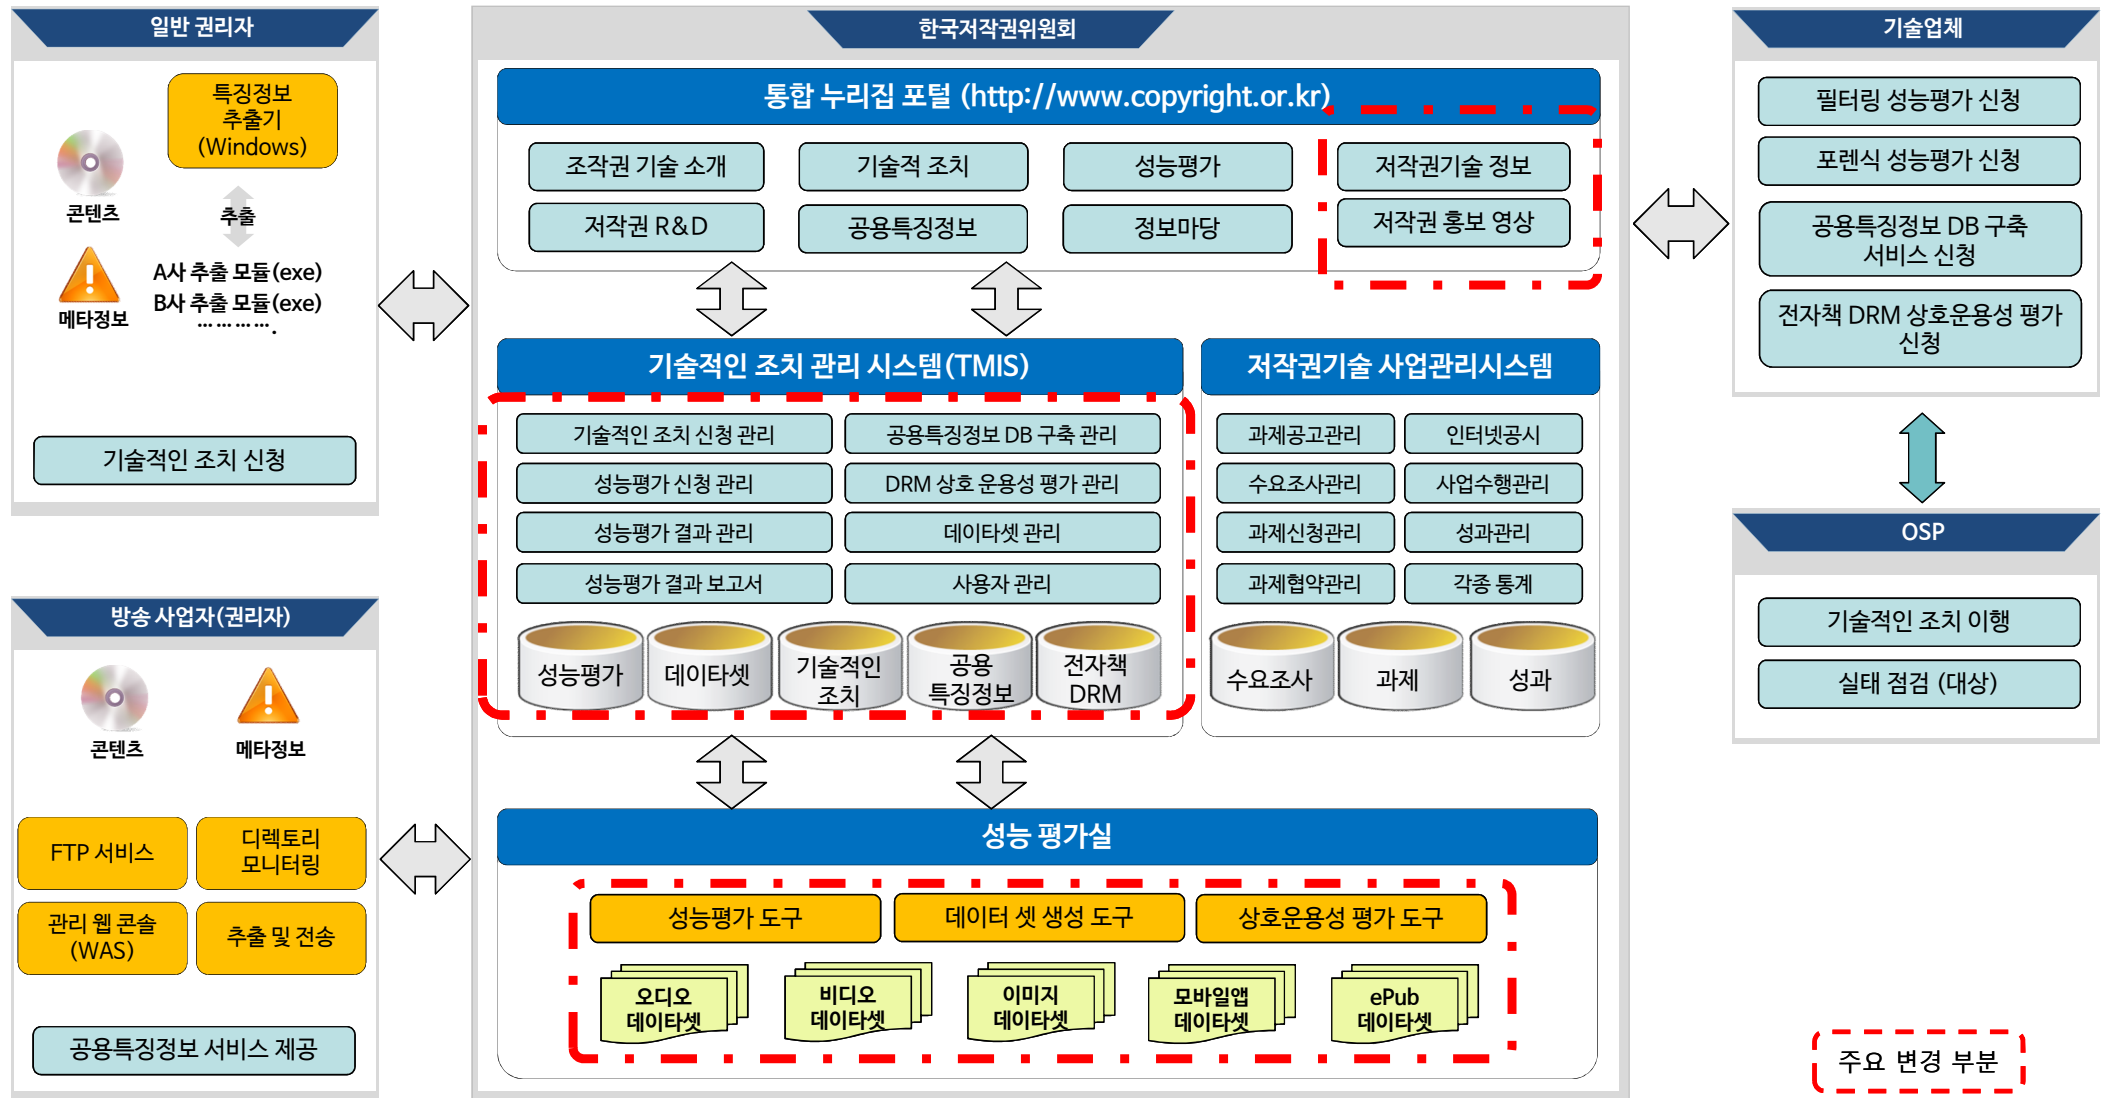 일반 권리자
특징정보
추출기
(Windows)
콘텐츠
추출
메타정보
A사 추출 모듈(exe)
B사 추출 모듈(exe)
………….
기술적인 조치 신청
방송 사업자(권리자)
콘텐츠
메타정보
FTP 서비스
디렉토리
모니터링
관리 웹 콘솔
(WAS)
추출 및 전송
공용특징정보 서비스 제공
한국저작권위원회
통합 누리집 포털 (http://www.copyright.or.kr)
조작권 기술 소개
기술적 조치
성능평가
저작권기술 정보
저작권 R&D
공용특징정보
정보마당
저작권 홍보 영상
기술적인 조치 관리 시스템(TMIS)
기술적인 조치 신청 관리
공용특징정보 DB 구축 관리
성능평가 신청 관리
DRM 상호 운용성 평가 관리
성능평가 결과 관리
데이타셋 관리
성능평가 결과 보고서
사용자 관리
성능평가
데이타셋
기술적인
조치
공용
특징정보
전자책
DRM
저작권기술 사업관리시스템
과제공고관리
인터넷공시
수요조사관리
사업수행관리
과제신청관리
성과관리
과제협약관리
각종 통계
수요조사
과제
성과
성능 평가실
성능평가 도구
데이터 셋 생성 도구
상호운용성 평가 도구
오디오
데이타셋
비디오
데이타셋
이미지
데이타셋
모바일앱
데이타셋
ePub
데이타셋
기술업체
필터링 성능평가 신청
포렌식 성능평가 신청
공용특징정보 DB 구축
서비스 신청
전자책 DRM 상호운용성 평가
신청
OSP
기술적인 조치 이행
실태 점검 (대상)
주요 변경 부분